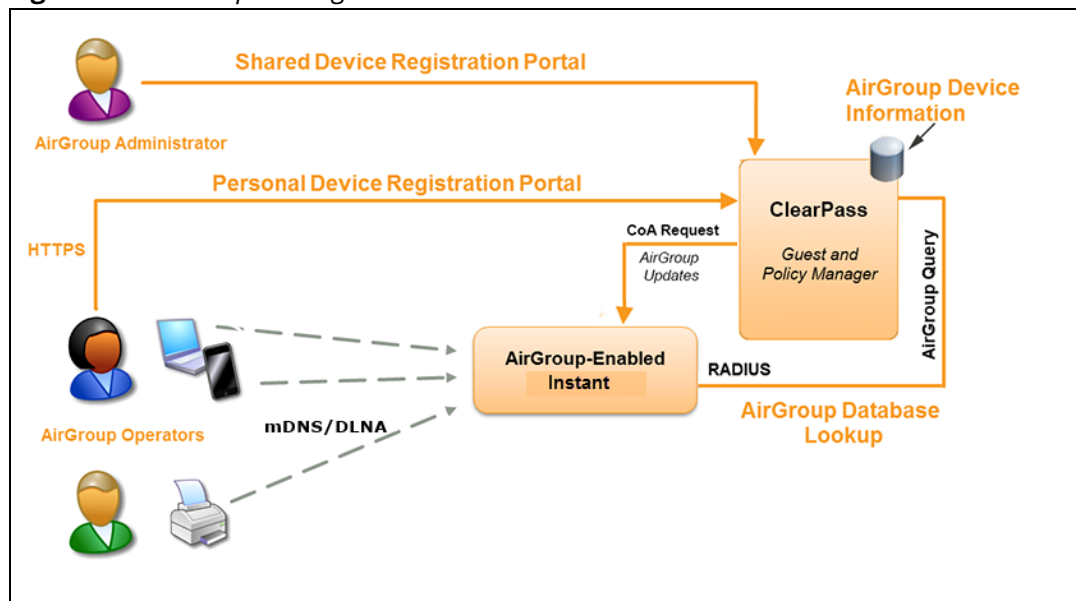 Shared Device Registration Portal
AirGroup Device
Information
AirGroup Administrator
Personal Device Registration Portal
ClearPass
Guest and
Policy Manager
CoA Request
AirGroup
Updates
HTTPS
AirGroup Query
AirGroup-Enabled
Instant
RADIUS
AirGroup Database
Lookup
mDNS/DLNA
AirGroup Operators